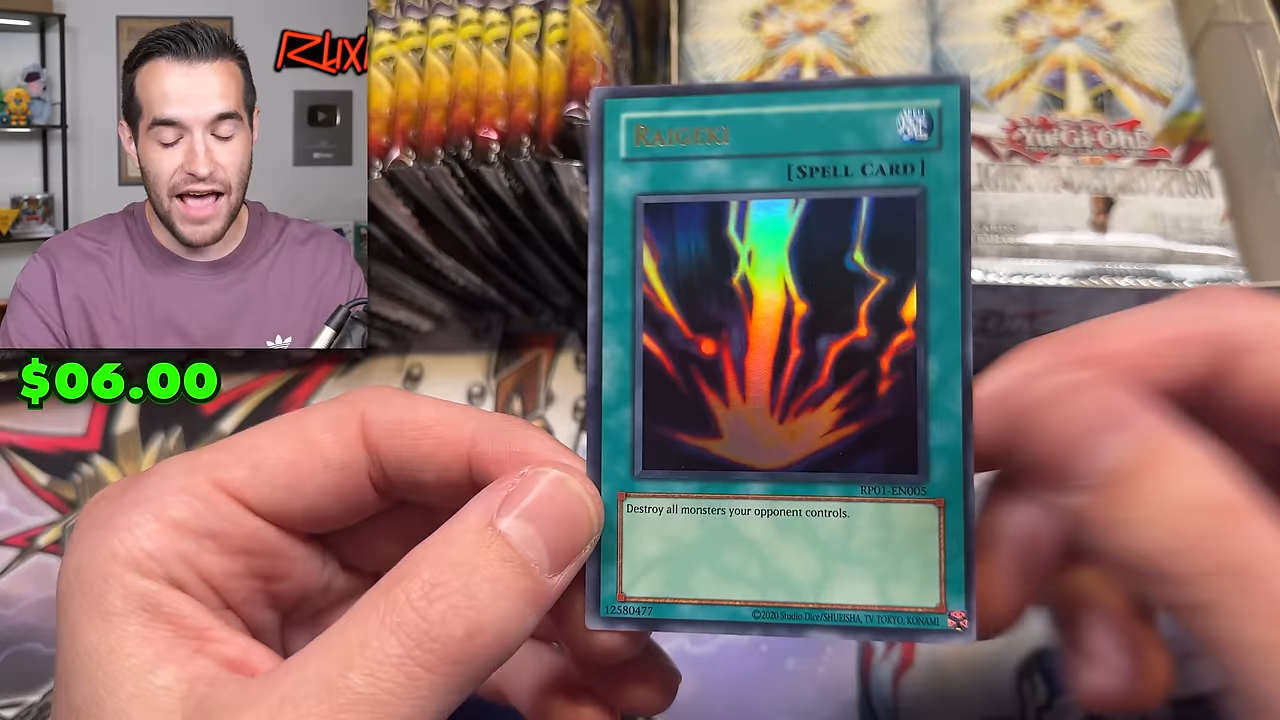 Ruxi
$06.00
RAIGEKI
[SPELL CARD]
RP01-EN005
Destroy all monsters your opponent controls.
12580477
©2020 Studio Dice/SHUEISHA, TV TOKYO, KONAMI
Yu-Gi-Oh!